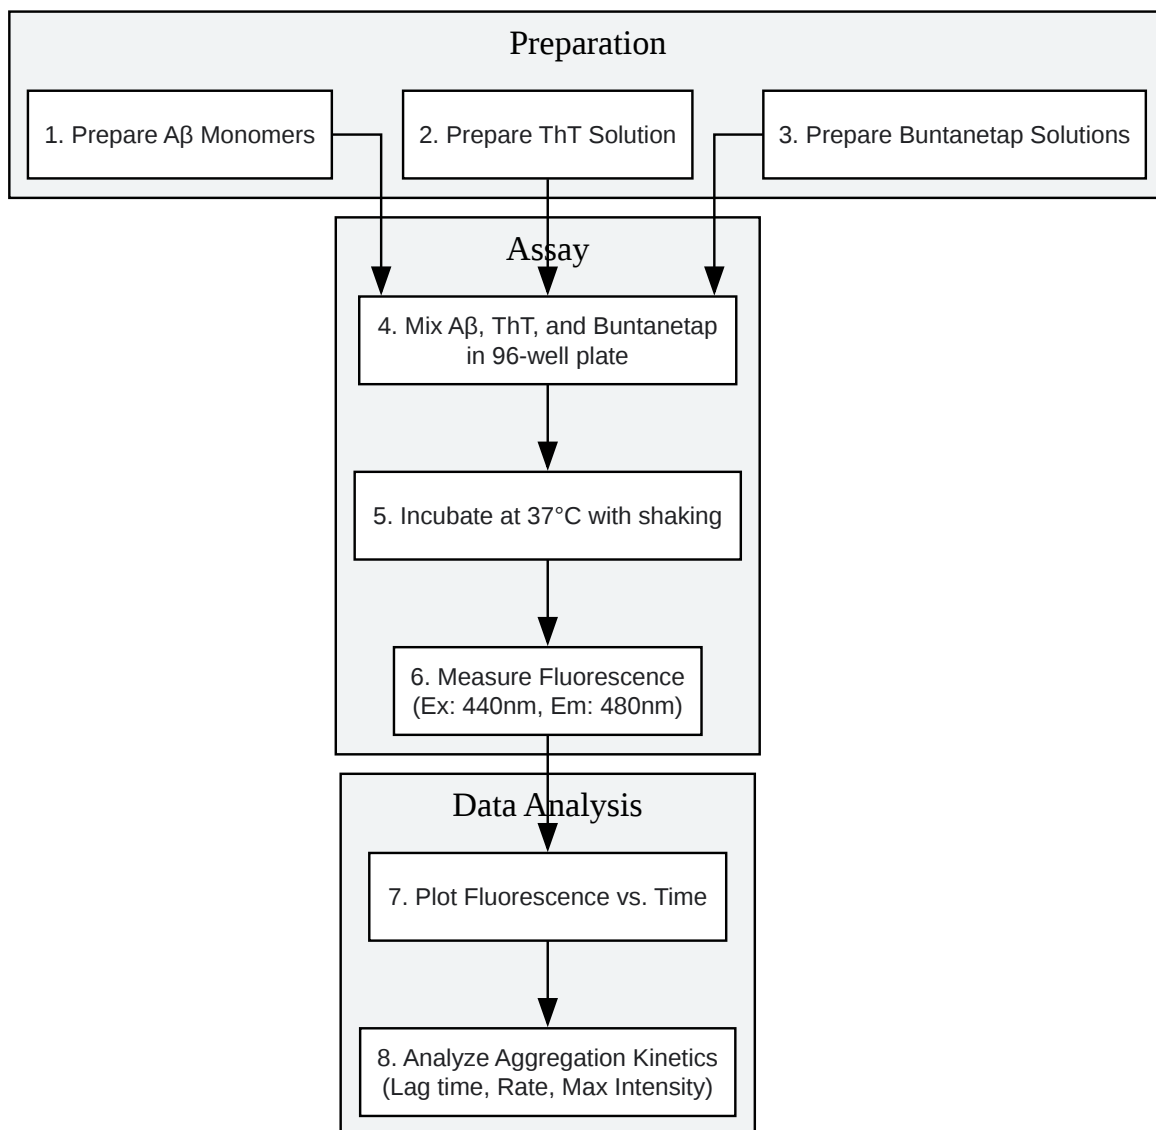 Preparation
1. Prepare Aβ Monomers
2. Prepare ThT Solution
3. Prepare Buntanetap Solutions
Assay
4. Mix Aβ, ThT, and Buntanetap
in 96-well plate
5. Incubate at 37°C with shaking
6. Measure Fluorescence
(Ex: 440nm, Em: 480nm)
Data Analysis
7. Plot Fluorescence vs. Time
8. Analyze Aggregation Kinetics
(Lag time, Rate, Max Intensity)